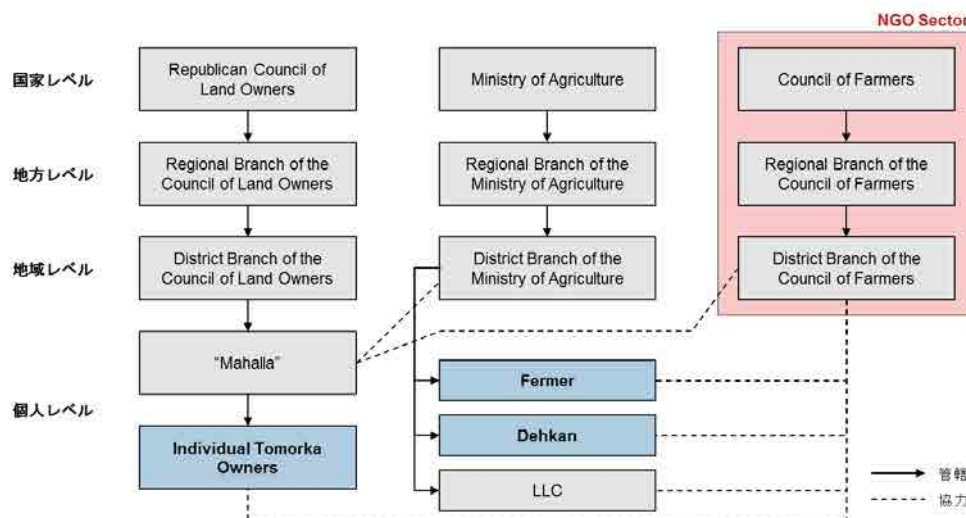 NGO Sector
国家レベル
Republican Council of
Land Owners
Ministry of Agriculture
Council of Farmers
地方レベル
Regional Branch of the
Council of Land Owners
Regional Branch of the
Ministry of Agriculture
Regional Branch of the
Council of Farmers
地域レベル
District Branch of the
Council of Land Owners
District Branch of the
Ministry of Agriculture
District Branch of the
Council of Farmers
"Mahalla"
Fermer
個人レベル
Dehkan
Individual Tomorka
Owners
LLC
管轄
協力